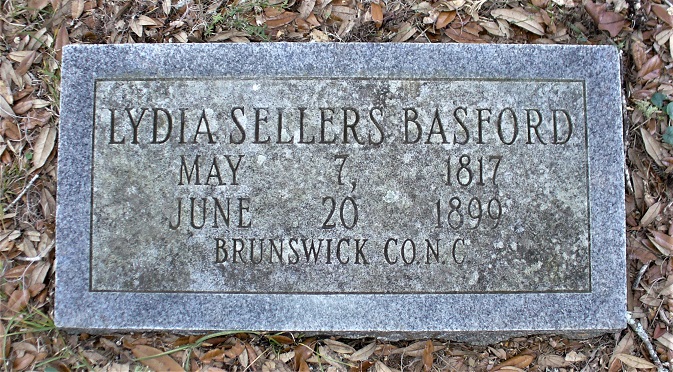 LYDIA SELLERS BASFORD
MAY 7, 1817
JUNE 20 1899
BRUNSWICK CO. N. C